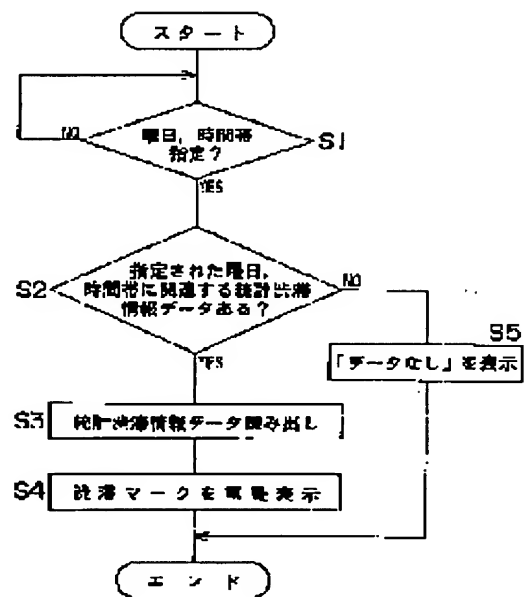 スタート
NO
曜日,時間帯
指定?
S1
YES
指定された曜日,
時間帯に関連する統計渋滞
情報データある?
S2
NO
YES
S5
「データなし」を表示
S3
統計渋滞情報データ読み出し
S4
渋滞マークを 表示
エンド